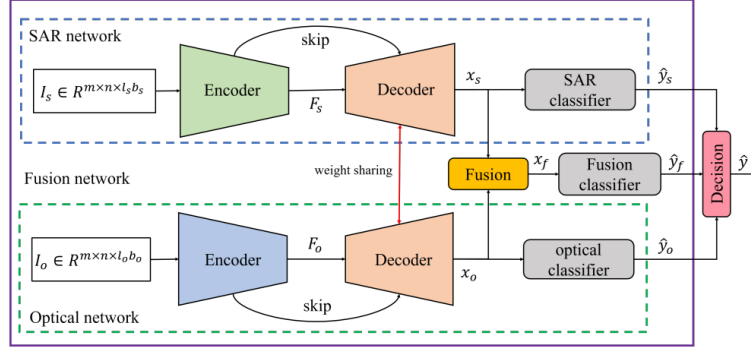 SAR network
skip
I_s ∈ R^{m×n×l_s b_s}
Encoder
F_s
Decoder
x_s
SAR
classifier
ŷ_s
weight sharing
Fusion network
Fusion
x_f
Fusion
classifier
ŷ_f
Decision
ŷ
I_o ∈ R^{m×n×l_o b_o}
Encoder
F_o
Decoder
x_o
optical
classifier
ŷ_o
skip
Optical network